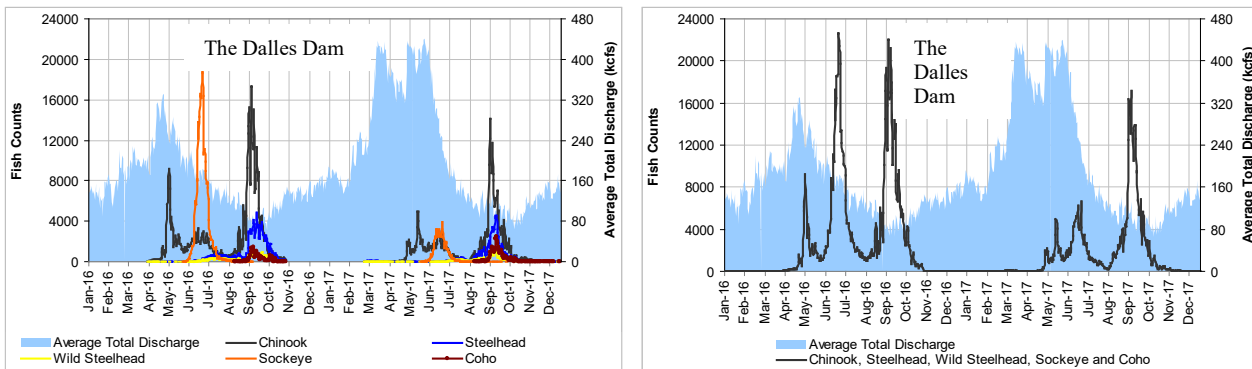 24000
20000
16000
12000
8000
4000
0
Fish Counts
The Dalles Dam
480
400
320
240
160
80
0
Average Total Discharge (kcfs)
Jan-16
Feb-16
Mar-16
Apr-16
May-16
Jun-16
Jul-16
Aug-16
Sep-16
Oct-16
Nov-16
Dec-16
Jan-17
Feb-17
Mar-17
Apr-17
May-17
Jun-17
Jul-17
Aug-17
Sep-17
Oct-17
Nov-17
Dec-17
Average Total Discharge
Chinook
Steelhead
Wild Steelhead
Sockeye
Coho
24000
20000
16000
12000
8000
4000
0
Fish Counts
The
Dalles
Dam
480
400
320
240
160
80
0
Average Total Discharge (kcfs)
Jan-16
Feb-16
Mar-16
Apr-16
May-16
Jun-16
Jul-16
Aug-16
Sep-16
Oct-16
Nov-16
Dec-16
Jan-17
Feb-17
Mar-17
Apr-17
May-17
Jun-17
Jul-17
Aug-17
Sep-17
Oct-17
Nov-17
Dec-17
Average Total Discharge
Chinook, Steelhead, Wild Steelhead, Sockeye and Coho